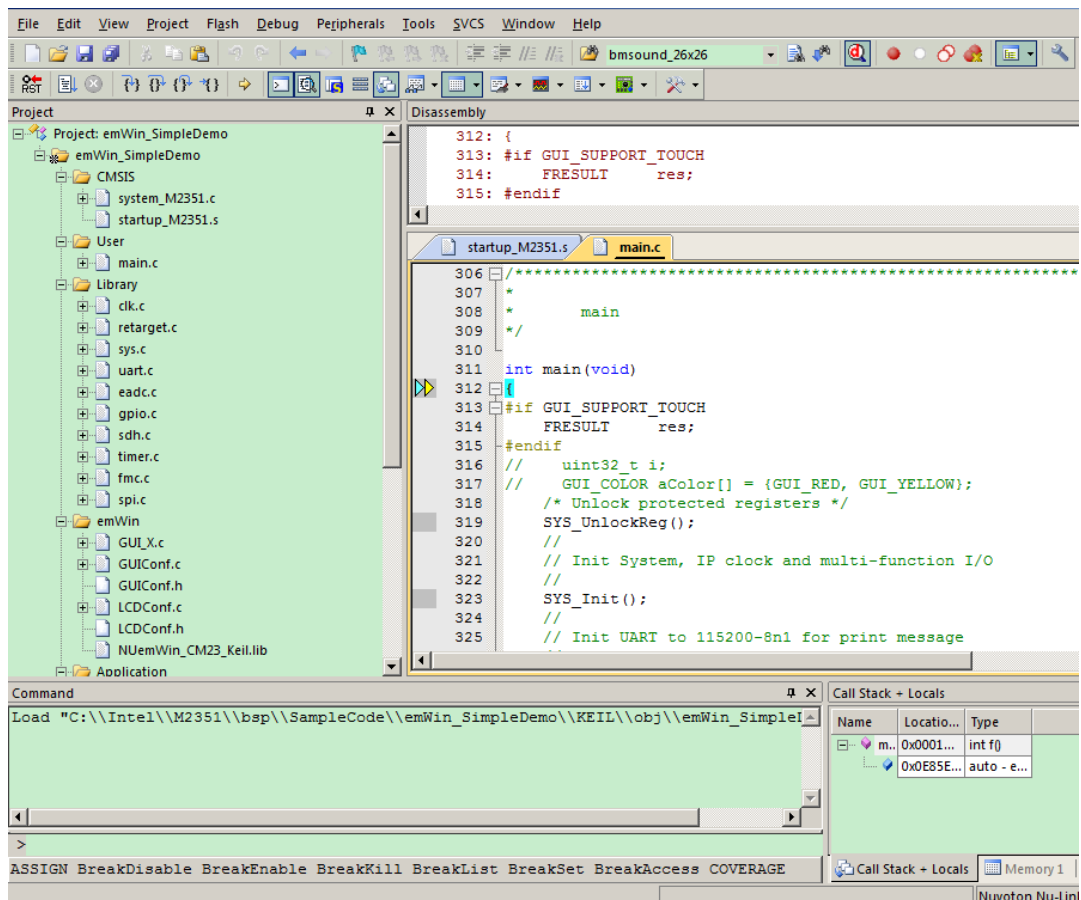 File Edit View Project Flash Debug Peripherals Tools SVCS Window Help
bmsound_26x26
RST
Project
Project: emWin_SimpleDemo
emWin_SimpleDemo
CMSIS
system_M2351.c
startup_M2351.s
User
main.c
Library
clk.c
retarget.c
sys.c
uart.c
eadc.c
gpio.c
sdh.c
timer.c
fmc.c
spi.c
emWin
GUI_X.c
GUIConf.c
GUIConf.h
LCDConf.c
LCDConf.h
NUemWin_CM23_Keil.lib
Application
Disassembly
312: {
313: #if GUI_SUPPORT_TOUCH
314:     FRESULT     res;
315: #endif
startup_M2351.s main.c
306 /************************************************************
307 *
308 *       main
309 */
310
311 int main(void)
312 {
313 #if GUI_SUPPORT_TOUCH
314     FRESULT     res;
315 #endif
316 //    uint32_t i;
317 //    GUI_COLOR aColor[] = {GUI_RED, GUI_YELLOW};
318     /* Unlock protected registers */
319     SYS_UnlockReg();
320     //
321     // Init System, IP clock and multi-function I/O
322     //
323     SYS_Init();
324     //
325     // Init UART to 115200-8n1 for print message
Command
Load "C:\\Intel\\M2351\\bsp\\SampleCode\\emWin_SimpleDemo\\KEIL\\obj\\emWin_Simple
>
ASSIGN BreakDisable BreakEnable BreakKill BreakList BreakSet BreakAccess COVERAGE
Call Stack + Locals
Name Locatio... Type
m.. 0x0001... int f()
0x0E85E... auto - e...
Call Stack + Locals Memory 1
Nuvoton Nu-Link